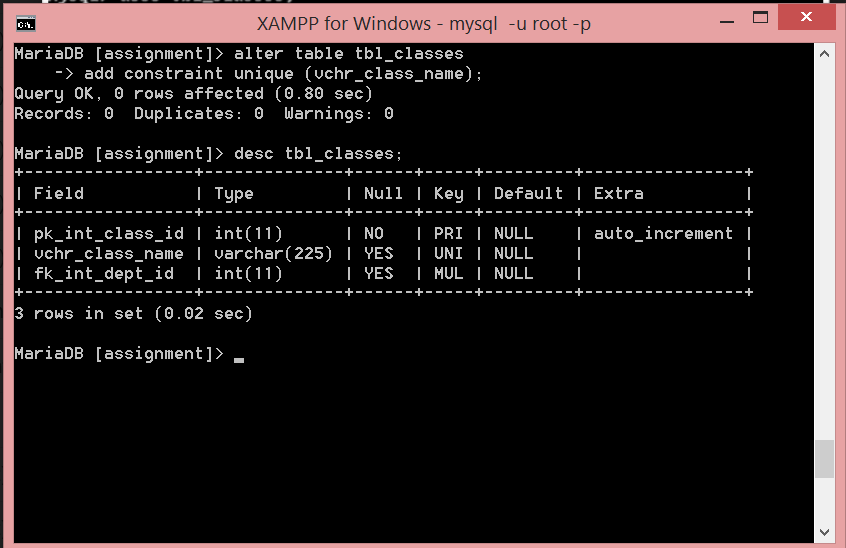 XAMPP for Windows - mysql  -u root -p
MariaDB [assignment]> alter table tbl_classes
    -> add constraint unique (vchr_class_name);
Query OK, 0 rows affected (0.80 sec)
Records: 0  Duplicates: 0  Warnings: 0
MariaDB [assignment]> desc tbl_classes;
+-----------------+--------------+------+-----+---------+----------------+
| Field           | Type         | Null | Key | Default | Extra          |
+-----------------+--------------+------+-----+---------+----------------+
| pk_int_class_id | int(11)      | NO   | PRI | NULL    | auto_increment |
| vchr_class_name | varchar(225) | YES  | UNI | NULL    |                |
| fk_int_dept_id  | int(11)      | YES  | MUL | NULL    |                |
+-----------------+--------------+------+-----+---------+----------------+
3 rows in set (0.02 sec)
MariaDB [assignment]> _